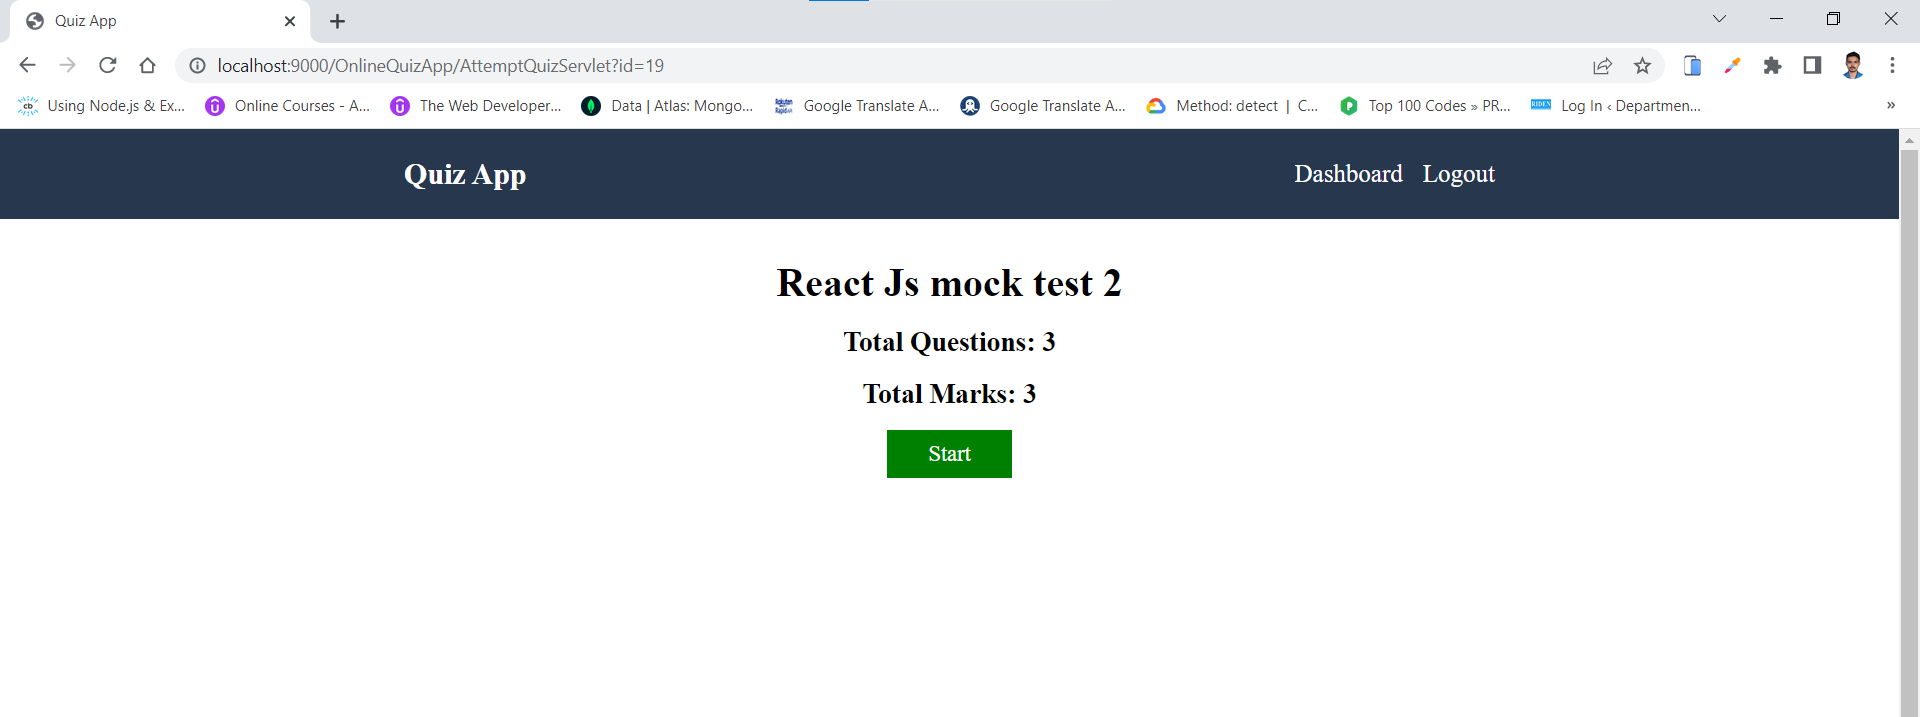 Quiz App
localhost:9000/OnlineQuizApp/AttemptQuizServlet?id=19
Using Node.js & Ex... Online Courses - A... The Web Developer... Data | Atlas: Mongo... Google Translate A... Google Translate A... Method: detect | C... Top 100 Codes » PR... Log In ‹ Departmen... »
Quiz App Dashboard Logout
React Js mock test 2
Total Questions: 3
Total Marks: 3
Start